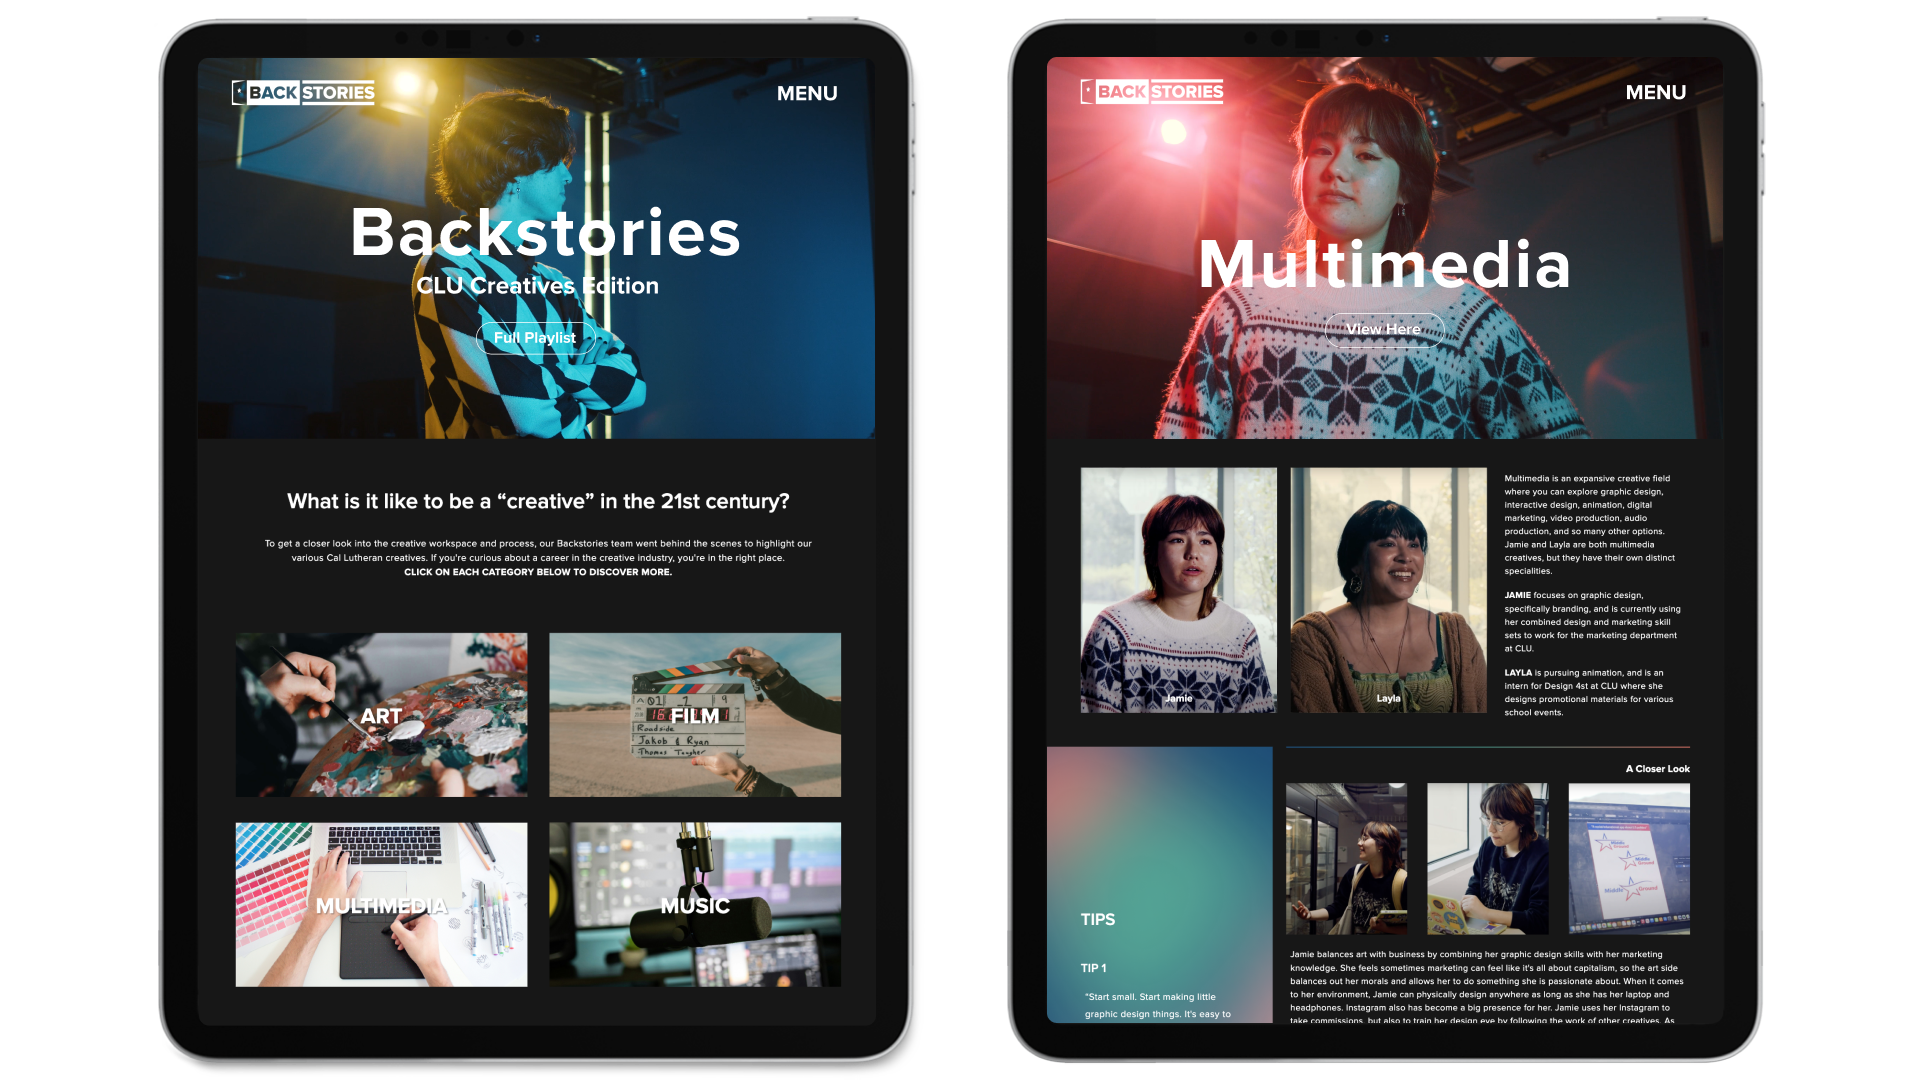 BACK STORIES
MENU
Backstories
CLU Creatives Edition
Full Playlist
What is it like to be a “creative” in the 21st century?
To get a closer look into the creative workspace and process, our Backstories team went behind the scenes to highlight our
various Cal Lutheran creatives. If you're curious about a career in the creative industry, you're in the right place.
CLICK ON EACH CATEGORY BELOW TO DISCOVER MORE.
ART
FILM
Roadside
Jakob & Ryan
Thomas Tougher
MULTIMEDIA
MUSIC
BACK STORIES
MENU
Multimedia
View Here
Jamie
Layla
Multimedia is an expansive creative field
where you can explore graphic design,
interactive design, animation, digital
marketing, video production, audio
production, and so many other options.
Jamie and Layla are both multimedia
creatives, but they have their own distinct
specialities.
JAMIE focuses on graphic design,
specifically branding, and is currently using
her combined design and marketing skill
sets to work for the marketing department
at CLU.
LAYLA is pursuing animation, and is an
intern for Design 4st at CLU where she
designs promotional materials for various
school events.
A Closer Look
Middle
Ground
Middle
Ground
Middle Ground
TIPS
TIP 1
"Start small. Start making little
graphic design things. It's easy to
Jamie balances art with business by combining her graphic design skills with her marketing
knowledge. She feels sometimes marketing can feel like it's all about capitalism, so the art side
balances out her morals and allows her to do something she is passionate about. When it comes
to her environment, Jamie can physically design anywhere as long as she has her laptop and
headphones. Instagram also has become a big presence for her. Jamie uses her Instagram to
take commissions, but also to train her design eye by following the work of other creatives. As